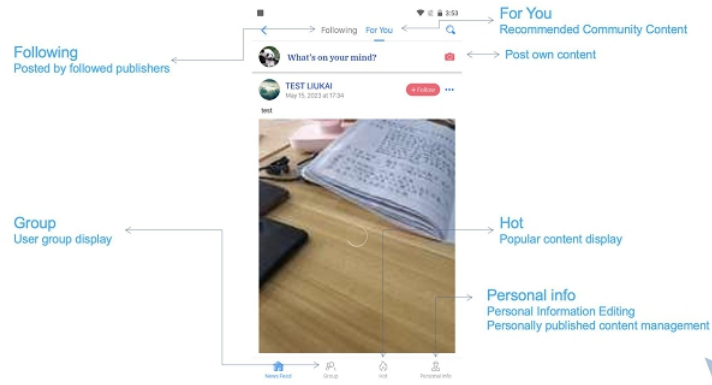 3:53
For You
Recommended Community Content
Following For You
Following
Posted by followed publishers
What's on your mind?
Post own content
TEST LIUKAI
May 15, 2023 at 17:34
+ Follow
test
Group
User group display
Hot
Popular content display
Personal info
Personal Information Editing
Personally published content management
News Feed Group Hot Personal info